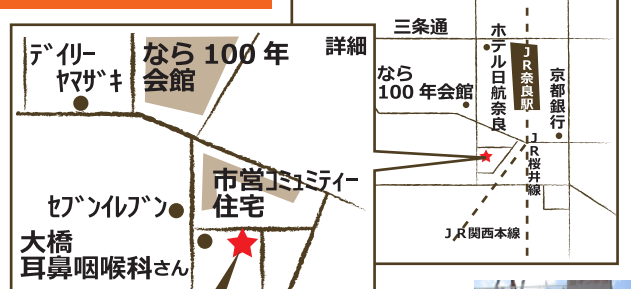 デイリー
ヤマザキ
なら 100 年
会館
詳細
市営コミュミティー
住宅
セブンイレブン
大橋
耳鼻咽喉科さん
三条通
ホテル日航奈良
JR奈良駅
京都銀行
なら
100 年会館
JR桜井線
JR関西本線